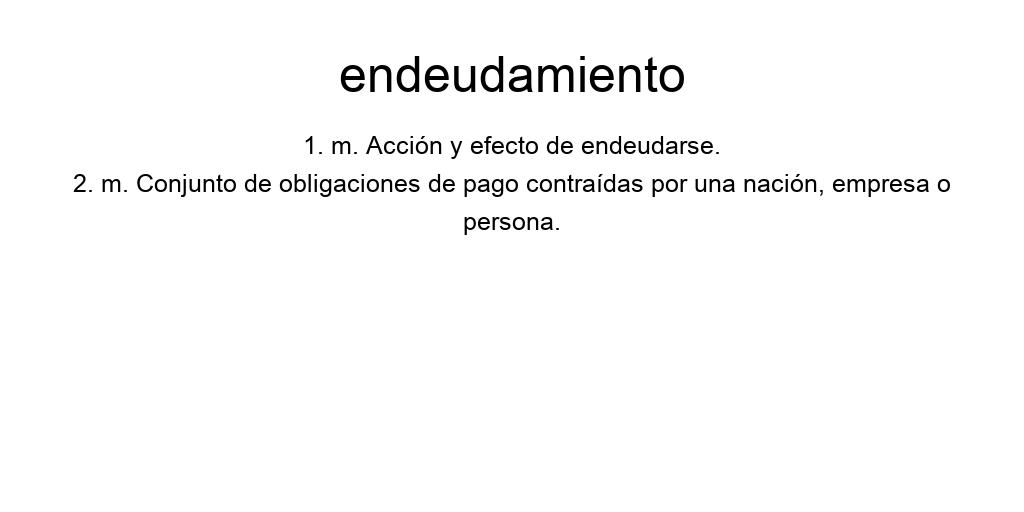 endeudamiento
1. m. Acción y efecto de endeudarse.
2. m. Conjunto de obligaciones de pago contraídas por una nación, empresa o
persona.